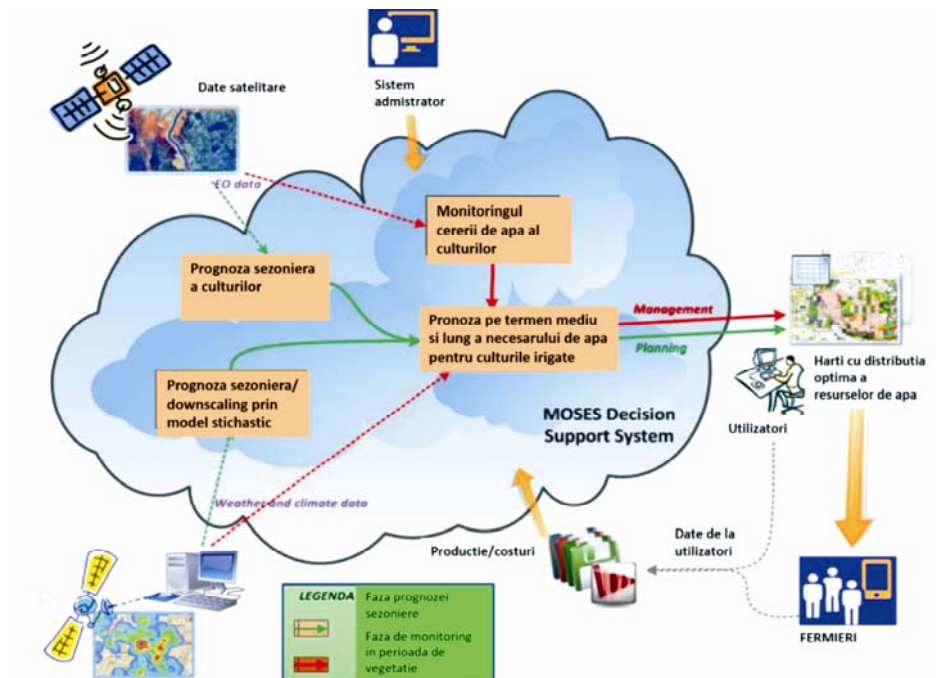 Date satelitare
Sistem
admistrator
EO data
Monitoringul
cererii de apa al
culturilor
Prognoza sezoniera
a culturilor
Pronoza pe termen mediu
si lung a necesarului de apa
pentru culturile irigate
Management
Planning
Harti cu distributia
optima a
resurselor de apa
Prognoza sezoniera/
downscaling prin
model stichastic
MOSES Decision
Support System
Utilizatori
Weather and climate data
Productie/costuri
Date de la
utilizatori
LEGENDA
Faza prognozei
sezoniere
Faza de monitoring
in perioada de
vegetatie
FERMIERI